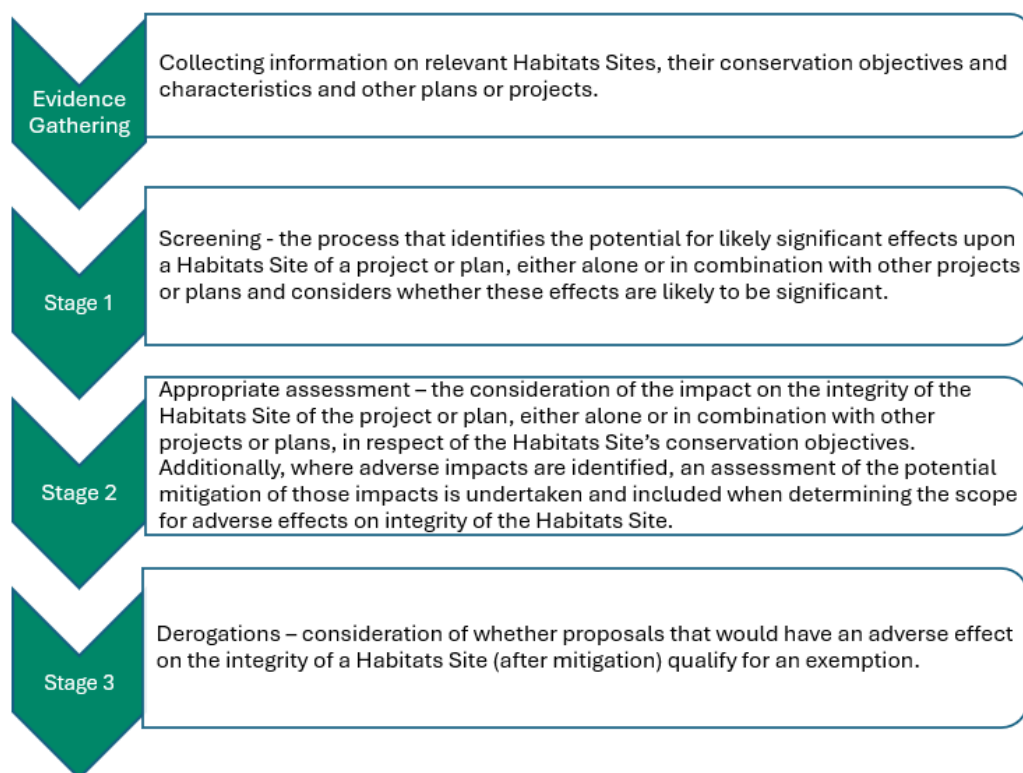 Evidence
Gathering
Collecting information on relevant Habitats Sites, their conservation objectives and
characteristics and other plans or projects.
Stage 1
Screening - the process that identifies the potential for likely significant effects upon
a Habitats Site of a project or plan, either alone or in combination with other projects
or plans and considers whether these effects are likely to be significant.
Stage 2
Appropriate assessment – the consideration of the impact on the integrity of the
Habitats Site of the project or plan, either alone or in combination with other
projects or plans, in respect of the Habitats Site’s conservation objectives.
Additionally, where adverse impacts are identified, an assessment of the potential
mitigation of those impacts is undertaken and included when determining the scope
for adverse effects on integrity of the Habitats Site.
Stage 3
Derogations – consideration of whether proposals that would have an adverse effect
on the integrity of a Habitats Site (after mitigation) qualify for an exemption.